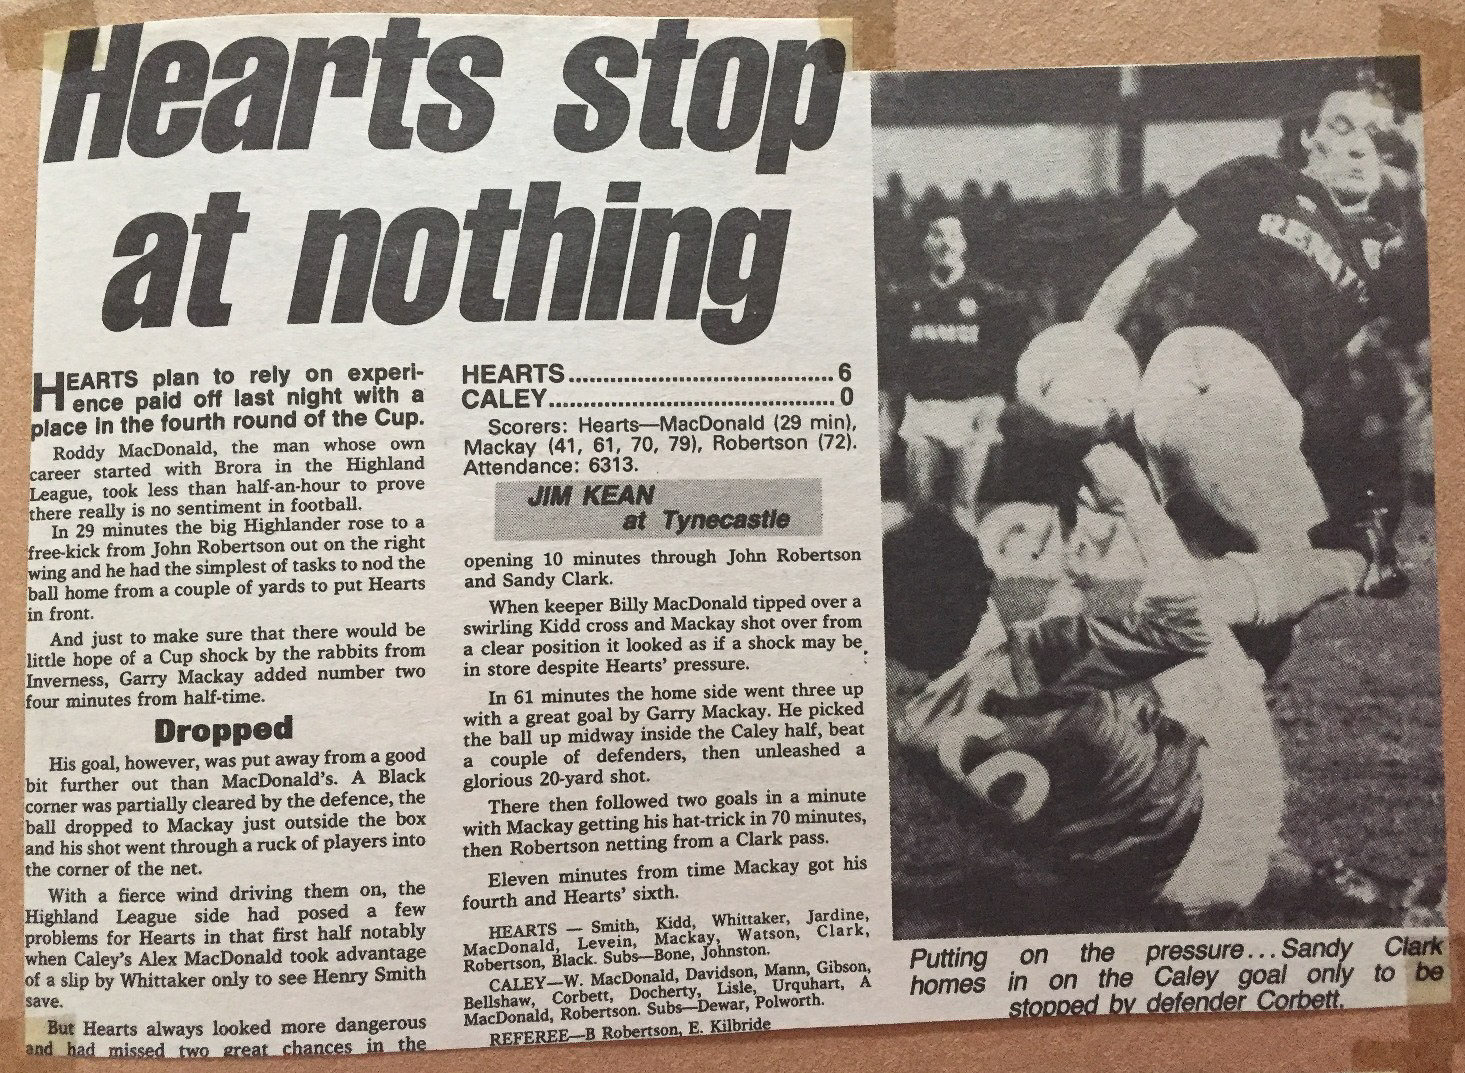 Hearts stop
at nothing
HEARTS plan to rely on experi-
ence paid off last night with a
place in the fourth round of the Cup.
Roddy MacDonald, the man whose own
career started with Brora in the Highland
League, took less than half-an-hour to prove
there really is no sentiment in football.
In 29 minutes the big Highlander rose to a
free-kick from John Robertson out on the right
wing and he had the simplest of tasks to nod the
ball home from a couple of yards to put Hearts
in front.
And just to make sure that there would be
little hope of a Cup shock by the rabbits from
Inverness, Garry Mackay added number two
four minutes from half-time.
Dropped
His goal, however, was put away from a good
bit further out than MacDonald's. A Black
corner was partially cleared by the defence, the
ball dropped to Mackay just outside the box
and his shot went through a ruck of players into
the corner of the net.
With a fierce wind driving them on, the
Highland League side had posed a few
problems for Hearts in that first half notably
when Caley's Alex MacDonald took advantage
of a slip by Whittaker only to see Henry Smith
save.
But Hearts always looked more dangerous
and had missed two great chances in the
HEARTS........................................6
CALEY..........................................0
Scorers: Hearts—MacDonald (29 min),
Mackay (41, 61, 70, 79), Robertson (72).
Attendance: 6313.
JIM KEAN
at Tynecastle
opening 10 minutes through John Robertson
and Sandy Clark.
When keeper Billy MacDonald tipped over a
swirling Kidd cross and Mackay shot over from
a clear position it looked as if a shock may be
in store despite Hearts' pressure.
In 61 minutes the home side went three up
with a great goal by Garry Mackay. He picked
the ball up midway inside the Caley half, beat
a couple of defenders, then unleashed a
glorious 20-yard shot.
There then followed two goals in a minute
with Mackay getting his hat-trick in 70 minutes,
then Robertson netting from a Clark pass.
Eleven minutes from time Mackay got his
fourth and Hearts' sixth.
HEARTS — Smith, Kidd, Whittaker, Jardine,
MacDonald, Levein, Mackay, Watson, Clark,
Robertson, Black. Subs—Bone, Johnston.
CALEY—W. MacDonald, Davidson, Mann, Gibson,
Bellshaw, Corbett, Docherty, Lisle, Urquhart, A
MacDonald, Robertson. Subs—Dewar, Polworth.
REFEREE—B Robertson, E. Kilbride
Putting on the pressure...Sandy Clark
homes in on the Caley goal only to be
stopped by defender Corbett.